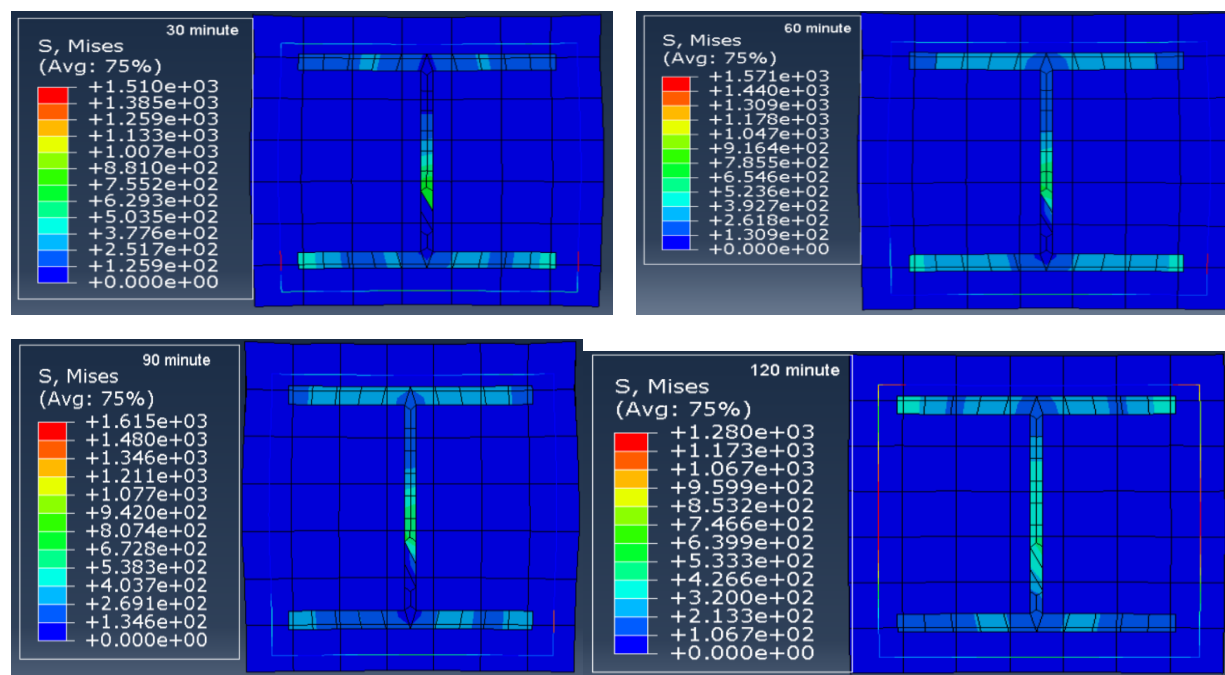 30 minute
S, Mises
(Avg: 75%)
+1.510e+03
+1.385e+03
+1.259e+03
+1.133e+03
+1.007e+03
+8.810e+02
+7.552e+02
+6.293e+02
+5.035e+02
+3.776e+02
+2.517e+02
+1.259e+02
+0.000e+00
60 minute
S, Mises
(Avg: 75%)
+1.571e+03
+1.440e+03
+1.309e+03
+1.178e+03
+1.047e+03
+9.164e+02
+7.855e+02
+6.546e+02
+5.236e+02
+3.927e+02
+2.618e+02
+1.309e+02
+0.000e+00
90 minute
S, Mises
(Avg: 75%)
+1.615e+03
+1.480e+03
+1.346e+03
+1.211e+03
+1.077e+03
+9.420e+02
+8.074e+02
+6.728e+02
+5.383e+02
+4.037e+02
+2.691e+02
+1.346e+02
+0.000e+00
120 minute
S, Mises
(Avg: 75%)
+1.280e+03
+1.173e+03
+1.067e+03
+9.599e+02
+8.532e+02
+7.466e+02
+6.399e+02
+5.333e+02
+4.266e+02
+3.200e+02
+2.133e+02
+1.067e+02
+0.000e+00